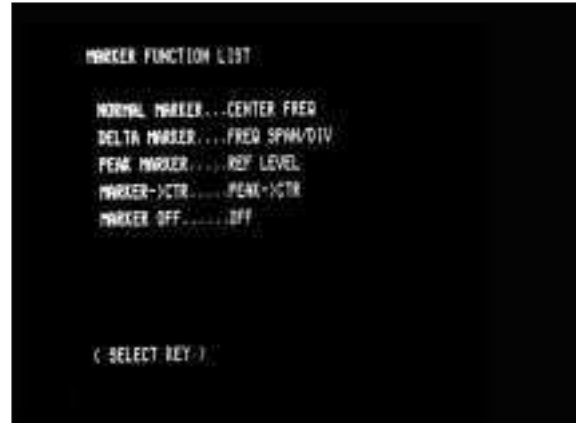 MARKER FUNCTION LIST
NORMAL MARKER...CENTER FREQ
DELTA MARKER....FREQ SPAN/DIV
PEAK MARKER.....REF LEVEL
MARKER->CTR.....PEAK->CTR
MARKER OFF......OFF
( SELECT KEY )